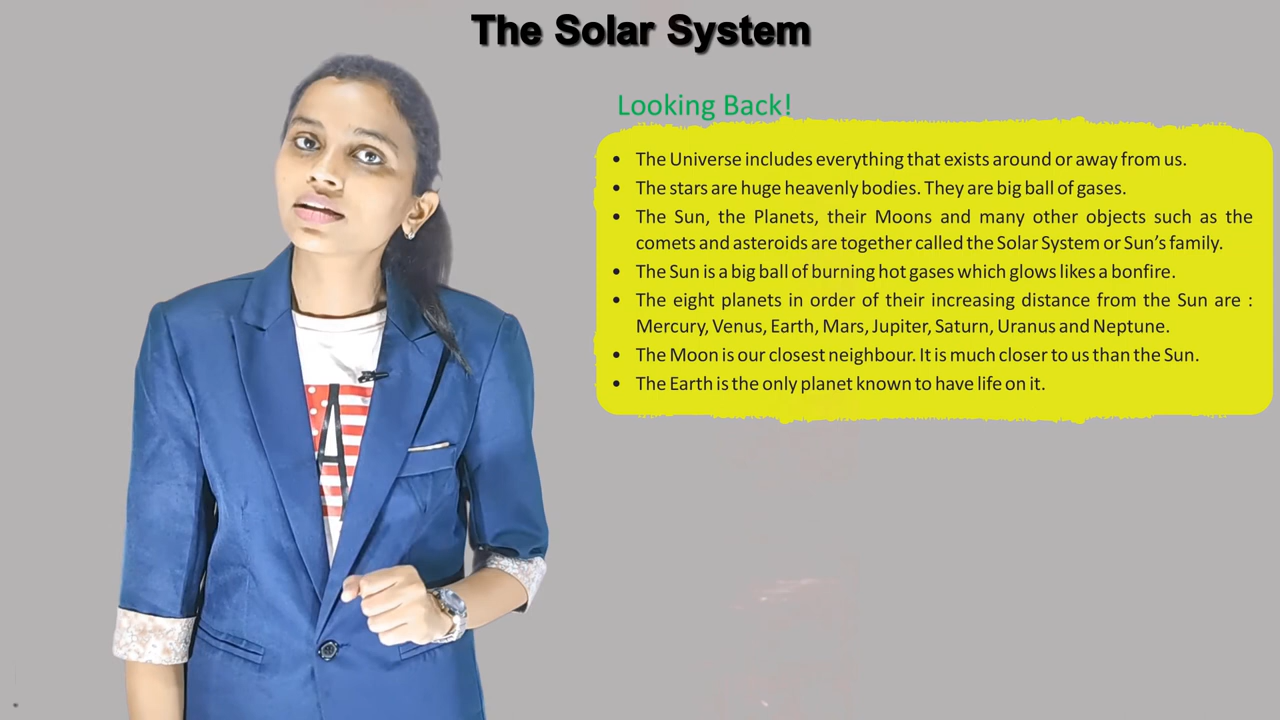 The Solar System
Looking Back!
• The Universe includes everything that exists around or away from us.
• The stars are huge heavenly bodies. They are big ball of gases.
• The Sun, the Planets, their Moons and many other objects such as the
comets and asteroids are together called the Solar System or Sun's family.
• The Sun is a big ball of burning hot gases which glows likes a bonfire.
• The eight planets in order of their increasing distance from the Sun are :
Mercury, Venus, Earth, Mars, Jupiter, Saturn, Uranus and Neptune.
• The Moon is our closest neighbour. It is much closer to us than the Sun.
• The Earth is the only planet known to have life on it.
A